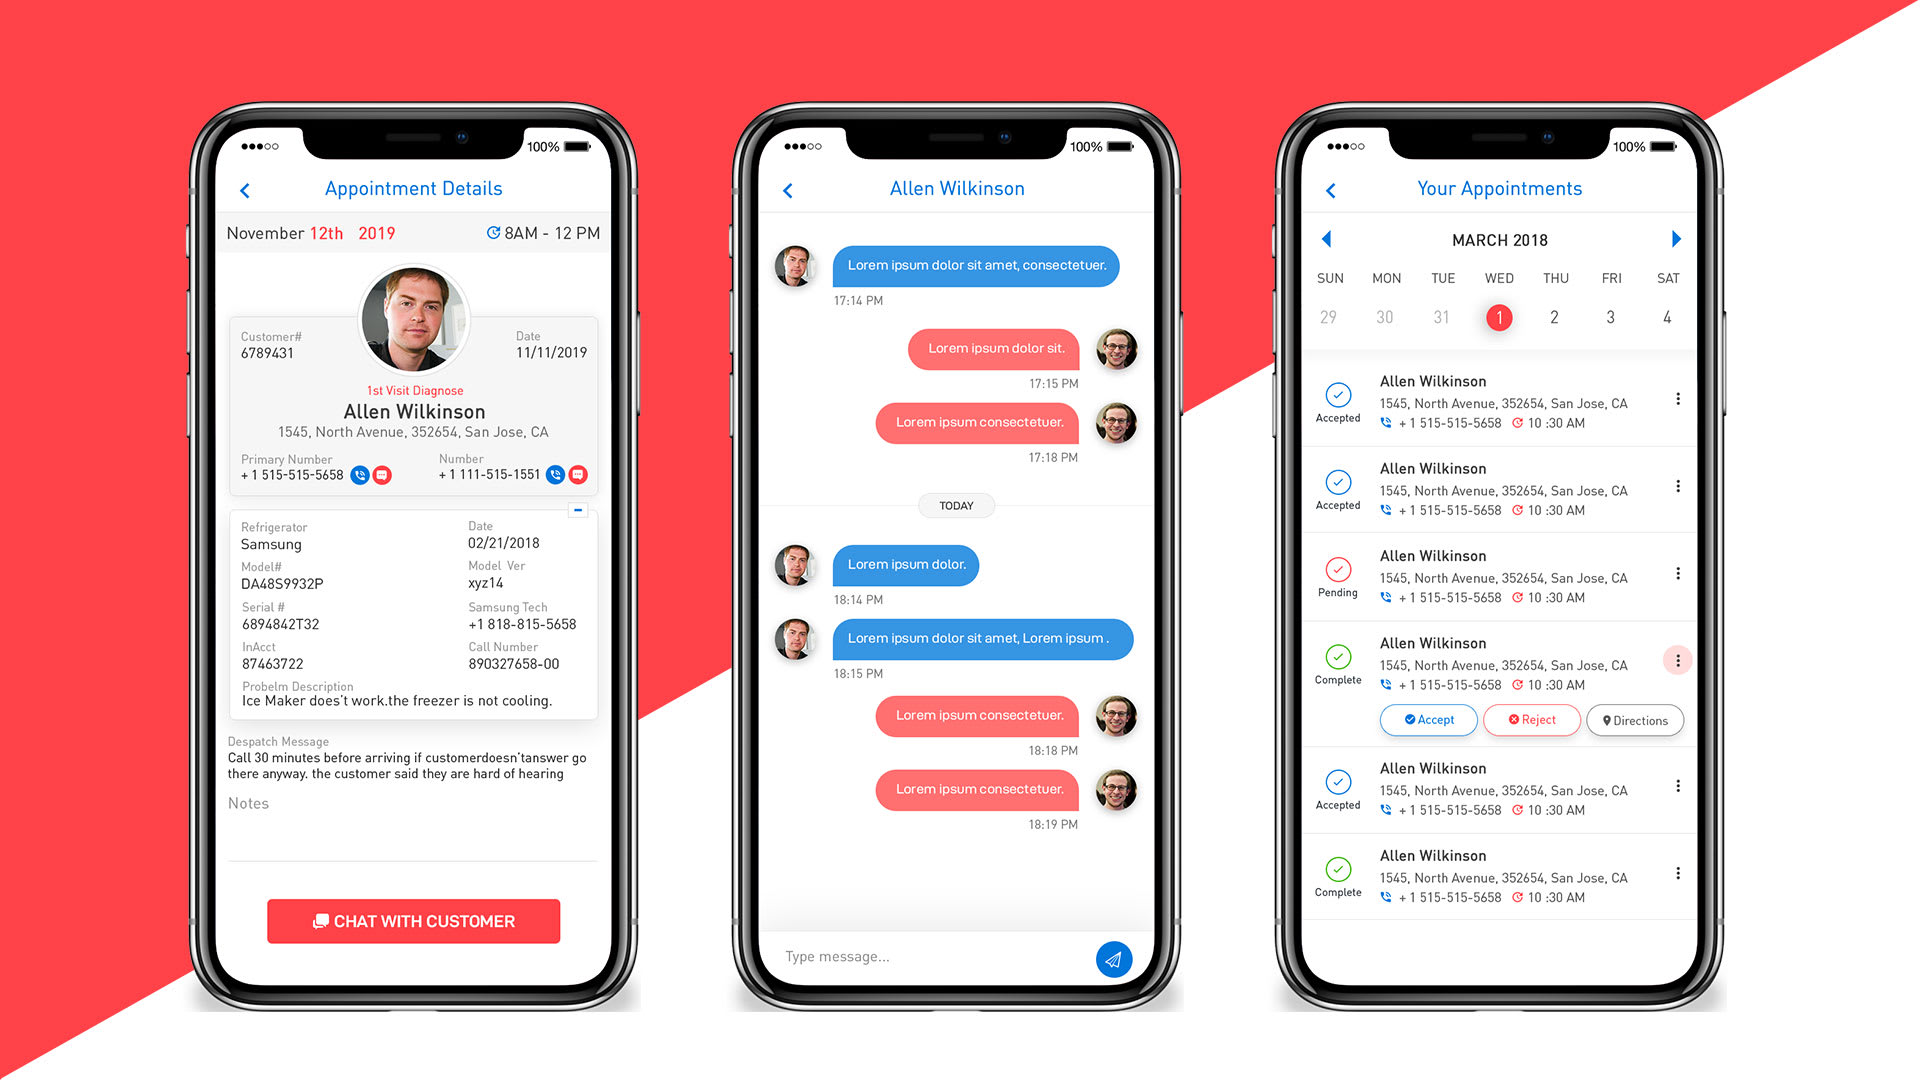 100%
Appointment Details
November 12th 2019
8AM - 12 PM
Customer#
6789431
Date
11/11/2019
1st Visit Diagnose
Allen Wilkinson
1545, North Avenue, 352654, San Jose, CA
Primary Number
+ 1 515-515-5658
Number
+ 1 111-515-1551
Refrigerator
Samsung
Date
02/21/2018
Model#
DA48S9932P
Model Ver
xyz14
Serial #
6894842T32
Samsung Tech
+1 818-815-5658
InAcct
87463722
Call Number
890327658-00
Probelm Description
Ice Maker does't work.the freezer is not cooling.
Despatch Message
Call 30 minutes before arriving if customerdoesn'tanswer go
there anyway. the customer said they are hard of hearing
Notes
CHAT WITH CUSTOMER
100%
Allen Wilkinson
Lorem ipsum dolor sit amet, consectetuer.
17:14 PM
Lorem ipsum dolor sit.
17:15 PM
Lorem ipsum consectetuer.
17:18 PM
TODAY
Lorem ipsum dolor.
18:14 PM
Lorem ipsum dolor sit amet, Lorem ipsum .
18:15 PM
Lorem ipsum consectetuer.
18:18 PM
Lorem ipsum consectetuer.
18:19 PM
Type message...
100%
Your Appointments
MARCH 2018
SUN MON TUE WED THU FRI SAT
29 30 31 1 2 3 4
Allen Wilkinson
1545, North Avenue, 352654, San Jose, CA
Accepted
+ 1 515-515-5658 10 :30 AM
Allen Wilkinson
1545, North Avenue, 352654, San Jose, CA
Accepted
+ 1 515-515-5658 10 :30 AM
Allen Wilkinson
1545, North Avenue, 352654, San Jose, CA
Pending
+ 1 515-515-5658 10 :30 AM
Allen Wilkinson
1545, North Avenue, 352654, San Jose, CA
Complete
+ 1 515-515-5658 10 :30 AM
Accept Reject Directions
Allen Wilkinson
1545, North Avenue, 352654, San Jose, CA
Accepted
+ 1 515-515-5658 10 :30 AM
Allen Wilkinson
1545, North Avenue, 352654, San Jose, CA
Complete
+ 1 515-515-5658 10 :30 AM